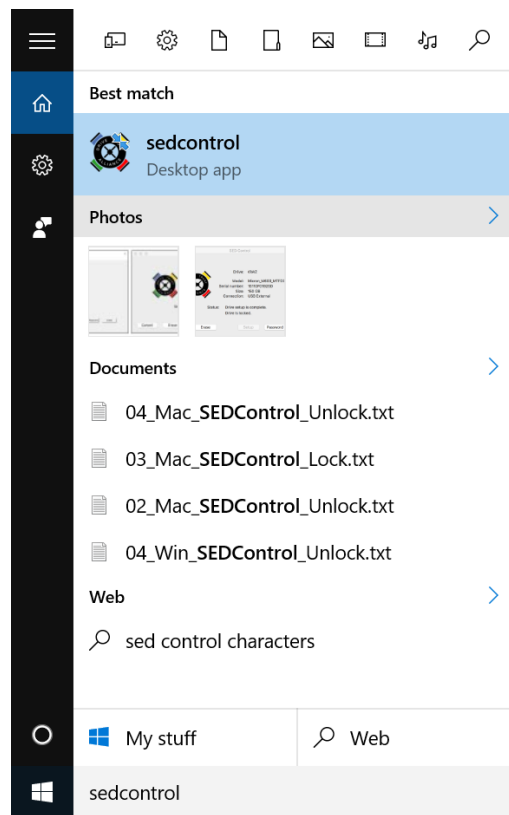 Best match
sedcontrol
Desktop app
Photos
Documents
04_Mac_SEDControl_Unlock.txt
03_Mac_SEDControl_Lock.txt
02_Mac_SEDControl_Unlock.txt
04_Win_SEDControl_Unlock.txt
Web
sed control characters
My stuff
Web
sedcontrol